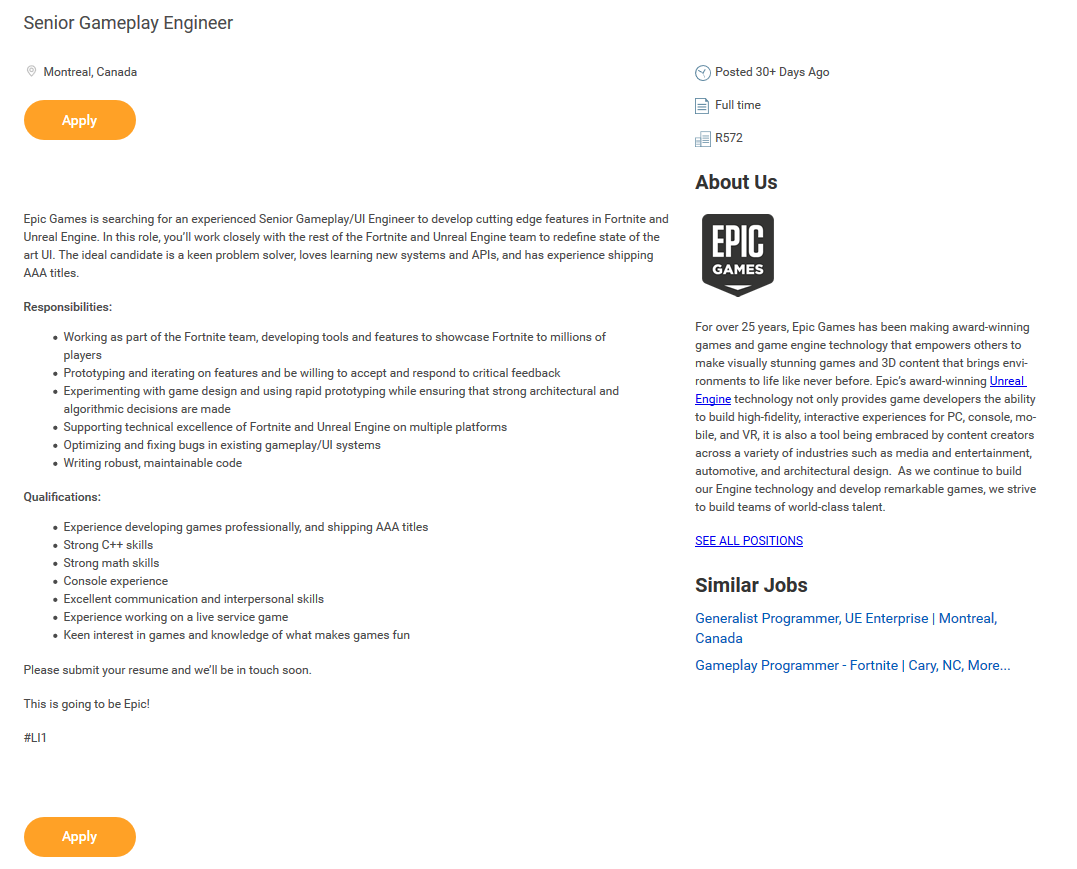 Senior Gameplay Engineer
Montreal, Canada
Apply
Epic Games is searching for an experienced Senior Gameplay/UI Engineer to develop cutting edge features in Fortnite and
Unreal Engine. In this role, you’ll work closely with the rest of the Fortnite and Unreal Engine team to redefine state of the
art UI. The ideal candidate is a keen problem solver, loves learning new systems and APIs, and has experience shipping
AAA titles.
Responsibilities:
• Working as part of the Fortnite team, developing tools and features to showcase Fortnite to millions of
players
• Prototyping and iterating on features and be willing to accept and respond to critical feedback
• Experimenting with game design and using rapid prototyping while ensuring that strong architectural and
algorithmic decisions are made
• Supporting technical excellence of Fortnite and Unreal Engine on multiple platforms
• Optimizing and fixing bugs in existing gameplay/UI systems
• Writing robust, maintainable code
Qualifications:
• Experience developing games professionally, and shipping AAA titles
• Strong C++ skills
• Strong math skills
• Console experience
• Excellent communication and interpersonal skills
• Experience working on a live service game
• Keen interest in games and knowledge of what makes games fun
Please submit your resume and we’ll be in touch soon.
This is going to be Epic!
#LI1
Apply
Posted 30+ Days Ago
Full time
R572
About Us
EPIC
GAMES
For over 25 years, Epic Games has been making award-winning
games and game engine technology that empowers others to
make visually stunning games and 3D content that brings envi-
ronments to life like never before. Epic’s award-winning Unreal
Engine technology not only provides game developers the ability
to build high-fidelity, interactive experiences for PC, console, mo-
bile, and VR, it is also a tool being embraced by content creators
across a variety of industries such as media and entertainment,
automotive, and architectural design.  As we continue to build
our Engine technology and develop remarkable games, we strive
to build teams of world-class talent.
SEE ALL POSITIONS
Similar Jobs
Generalist Programmer, UE Enterprise | Montreal,
Canada
Gameplay Programmer - Fortnite | Cary, NC, More...